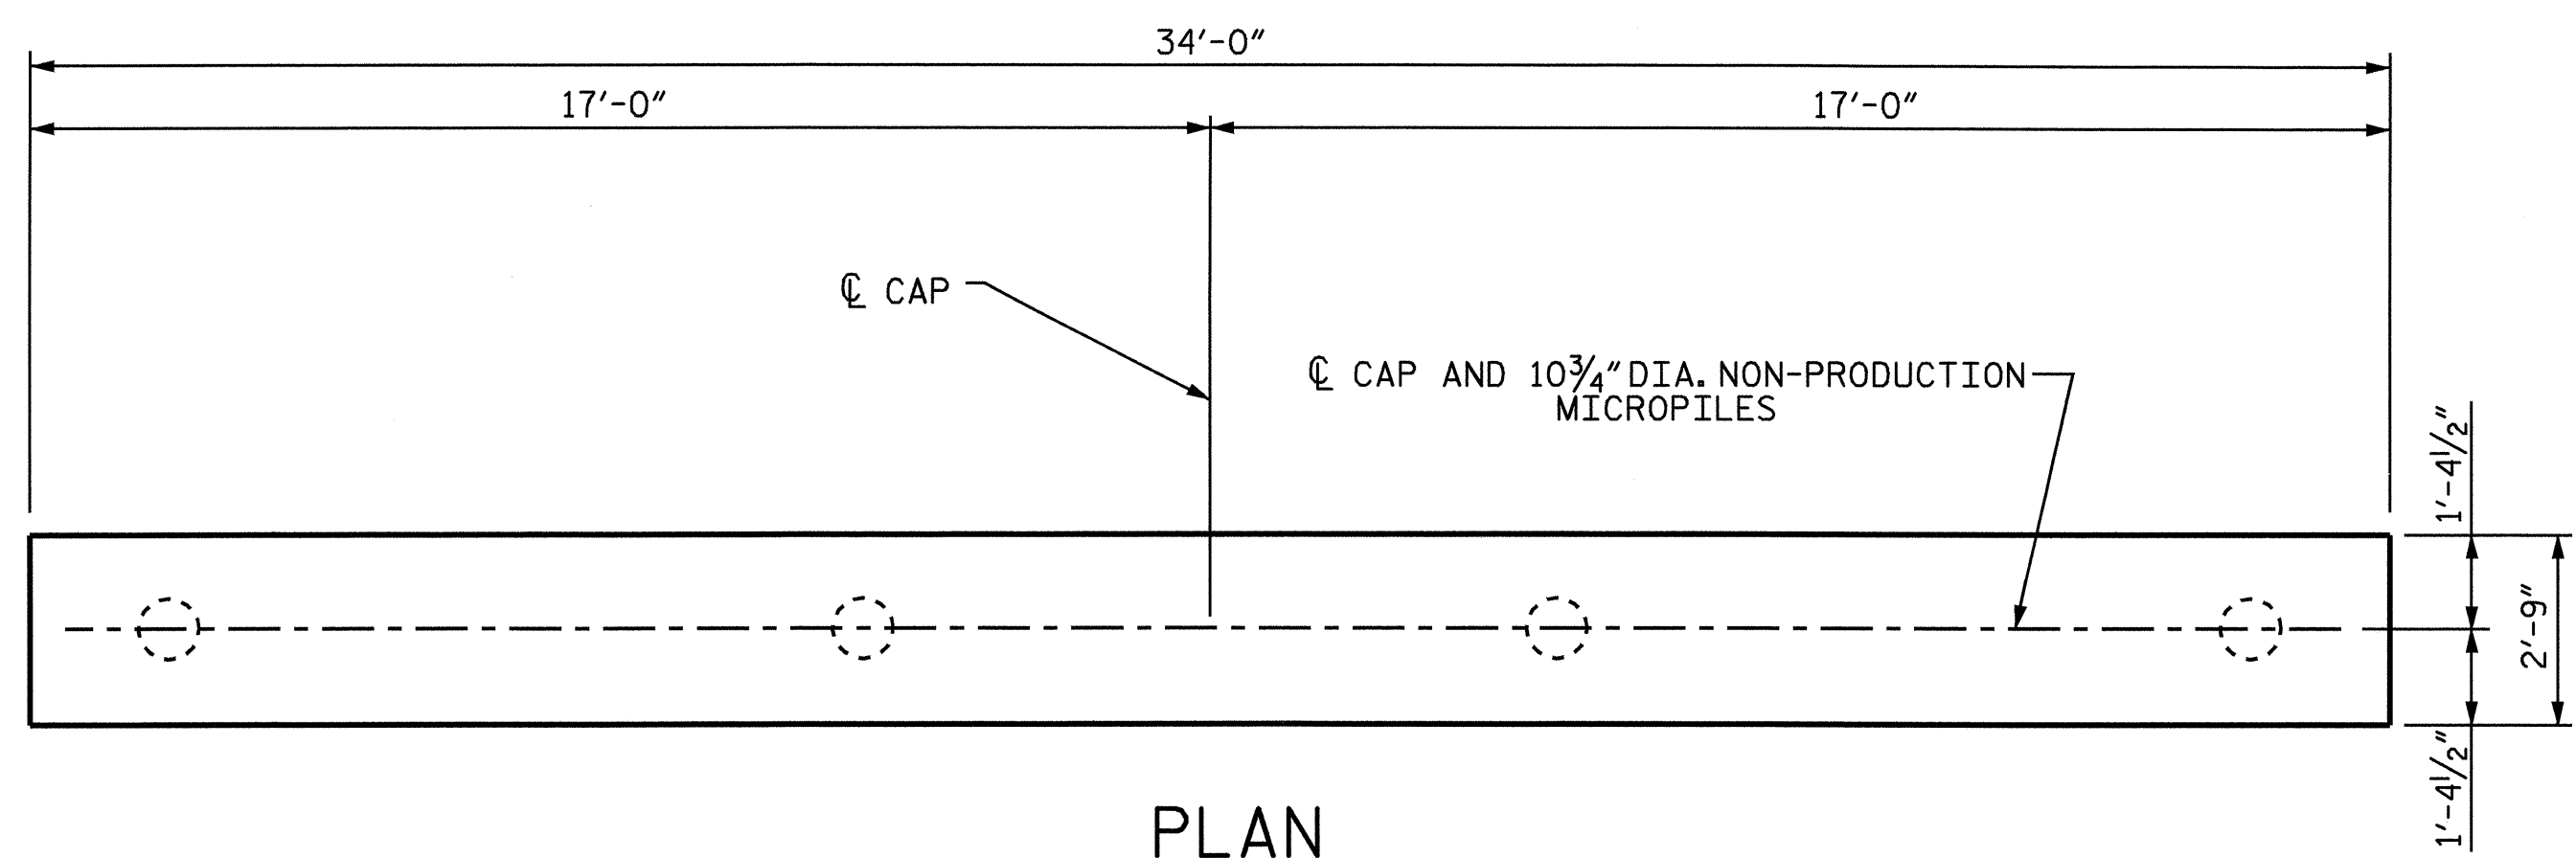 34'-0"
17'-0"
17'-0"
℄ CAP
℄ CAP AND 10¾" DIA. NON-PRODUCTION
MICROPILES
1'-4½"
2'-9"
1'-4½"
PLAN